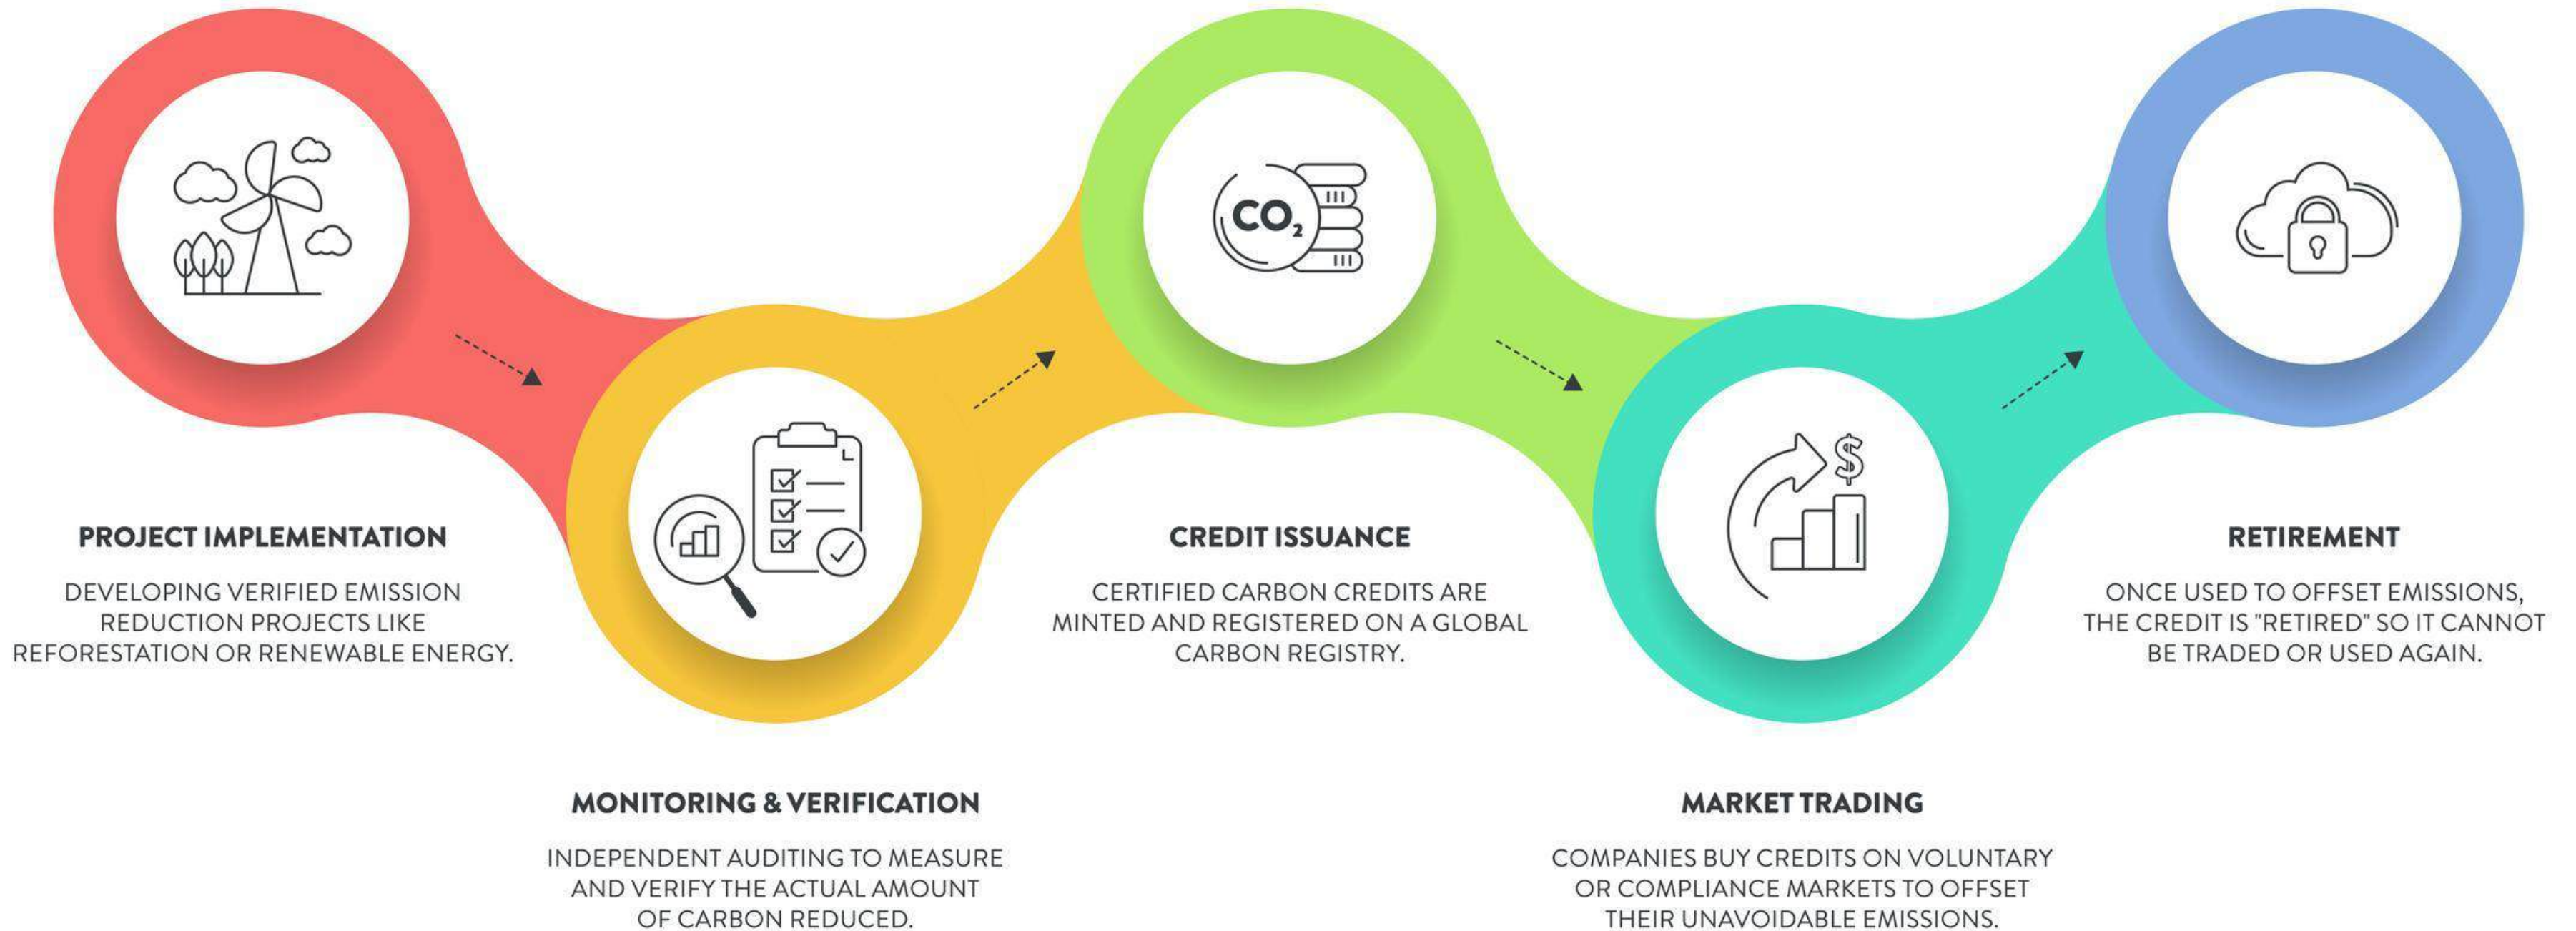 CO₂
$
PROJECT IMPLEMENTATION
DEVELOPING VERIFIED EMISSION
REDUCTION PROJECTS LIKE
REFORESTATION OR RENEWABLE ENERGY.
MONITORING & VERIFICATION
INDEPENDENT AUDITING TO MEASURE
AND VERIFY THE ACTUAL AMOUNT
OF CARBON REDUCED.
CREDIT ISSUANCE
CERTIFIED CARBON CREDITS ARE
MINTED AND REGISTERED ON A GLOBAL
CARBON REGISTRY.
MARKET TRADING
COMPANIES BUY CREDITS ON VOLUNTARY
OR COMPLIANCE MARKETS TO OFFSET
THEIR UNAVOIDABLE EMISSIONS.
RETIREMENT
ONCE USED TO OFFSET EMISSIONS,
THE CREDIT IS "RETIRED" SO IT CANNOT
BE TRADED OR USED AGAIN.